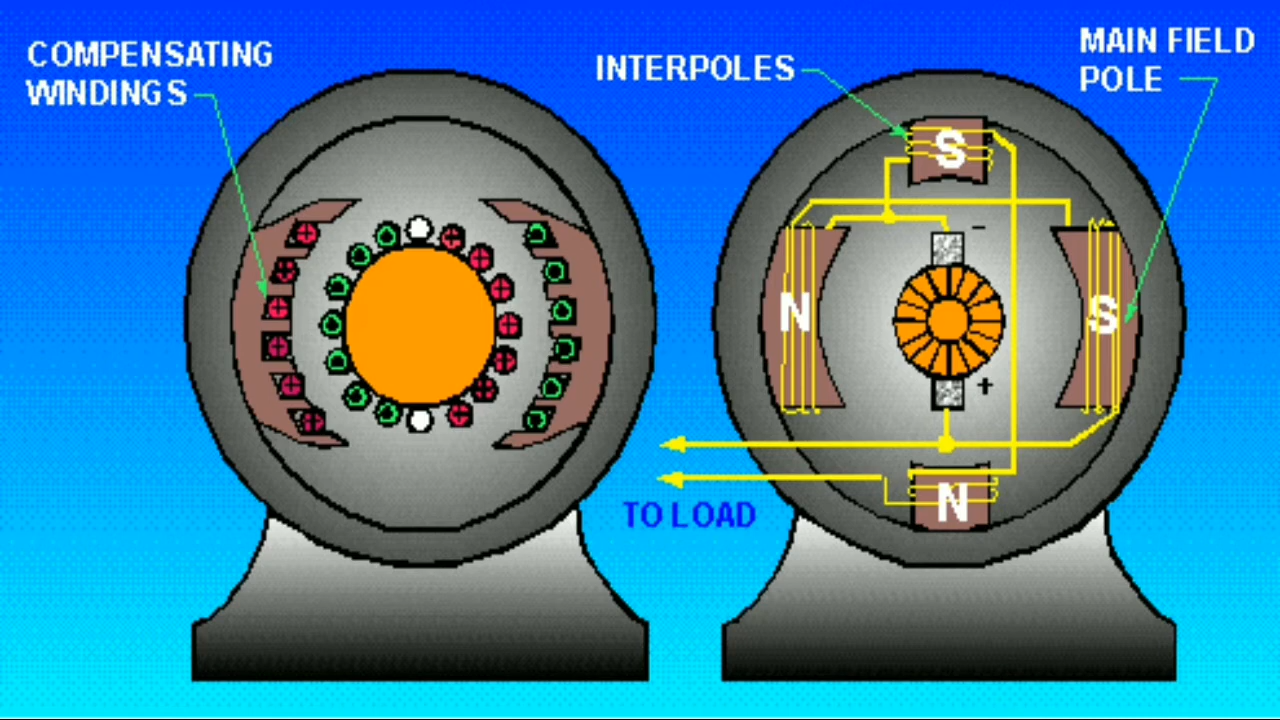 COMPENSATING
WINDINGS
INTERPOLES
MAIN FIELD
POLE
S
-
N
S
+
N
TO LOAD